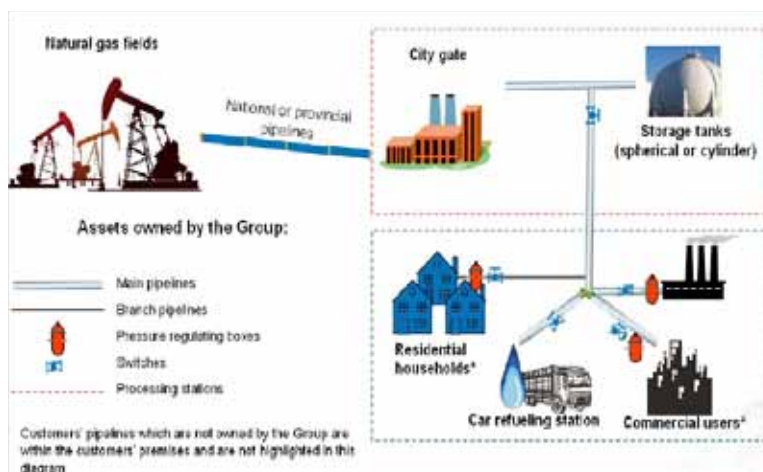 Natural gas fields
National or provincial
pipelines
City gate
Storage tanks
(spherical or cylinder)
Assets owned by the Group:
Main pipelines
Branch pipelines
Pressure regulating boxes
Switches
Processing stations
Residential
households*
Car refueling station
Commercial users*
Customers' pipelines which are not owned by the Group are
within the customers' premises and are not highlighted in this
diagram